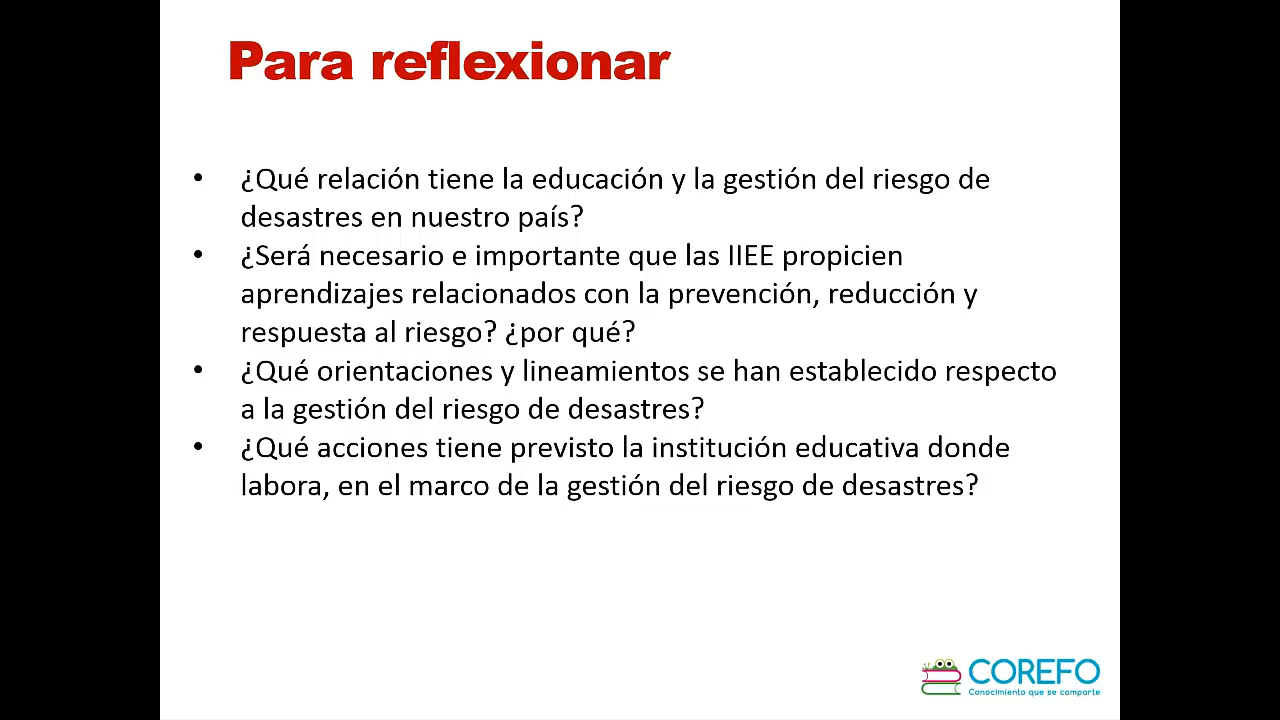 Para reflexionar
• ¿Qué relación tiene la educación y la gestión del riesgo de
desastres en nuestro país?
• ¿Será necesario e importante que las IIEE propicien
aprendizajes relacionados con la prevención, reducción y
respuesta al riesgo? ¿por qué?
• ¿Qué orientaciones y lineamientos se han establecido respecto
a la gestión del riesgo de desastres?
• ¿Qué acciones tiene previsto la institución educativa donde
labora, en el marco de la gestión del riesgo de desastres?
COREFO
Conocimiento que se comparte